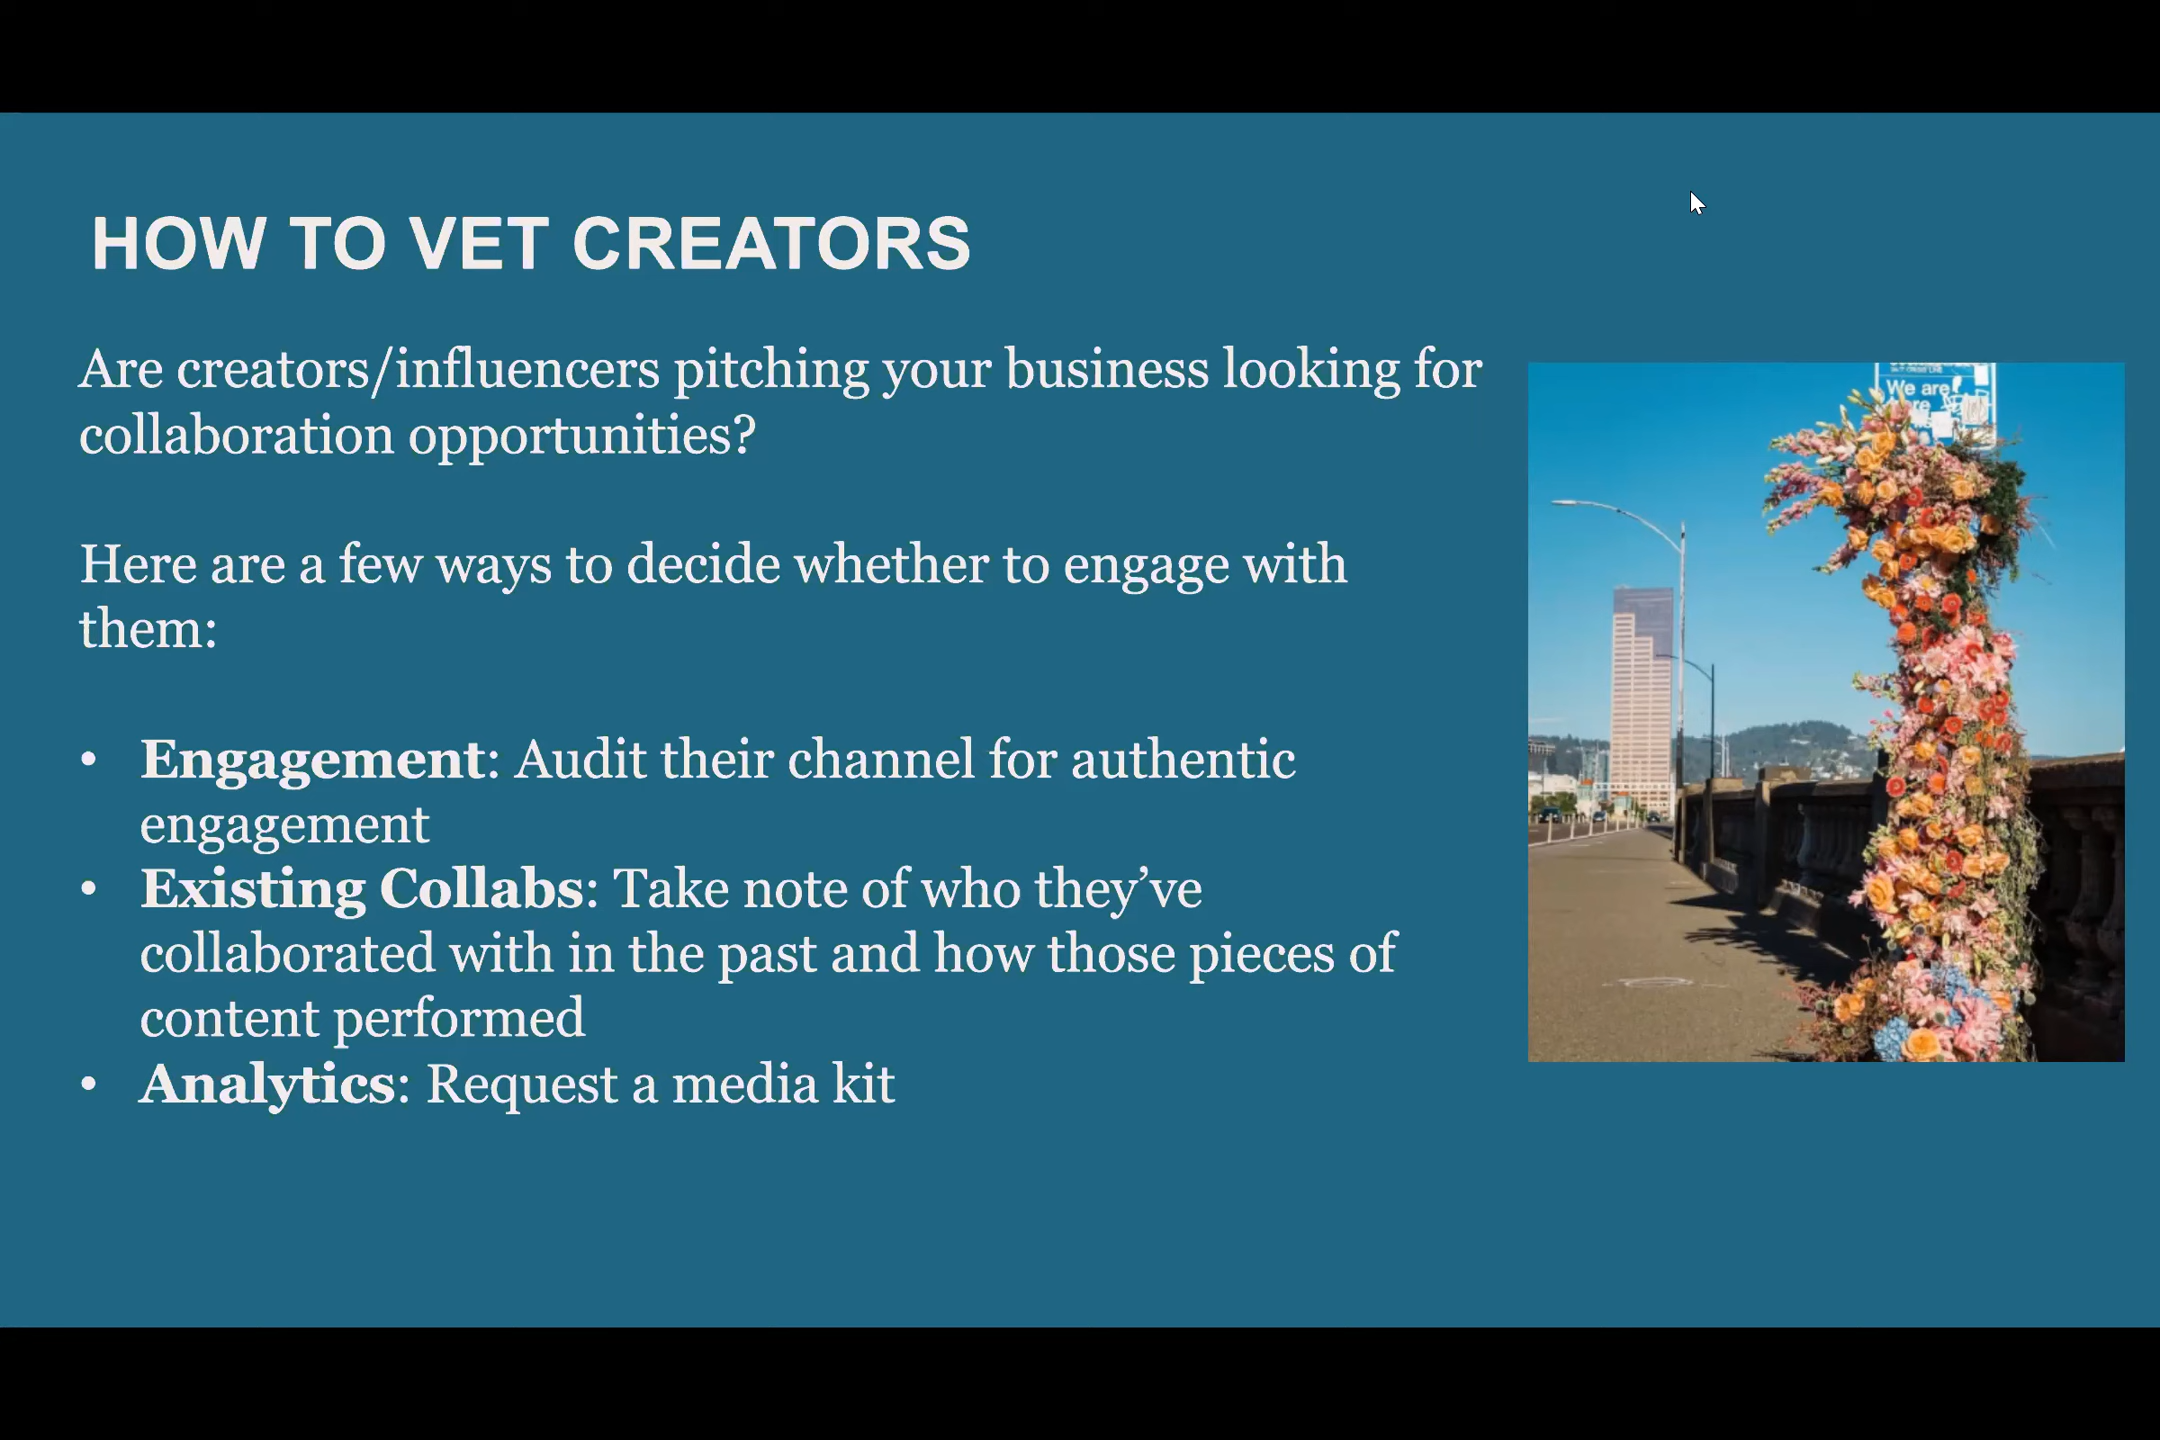 HOW TO VET CREATORS
Are creators/influencers pitching your business looking for
collaboration opportunities?
Here are a few ways to decide whether to engage with
them:
• Engagement: Audit their channel for authentic
engagement
• Existing Collabs: Take note of who they’ve
collaborated with in the past and how those pieces of
content performed
• Analytics: Request a media kit
We are